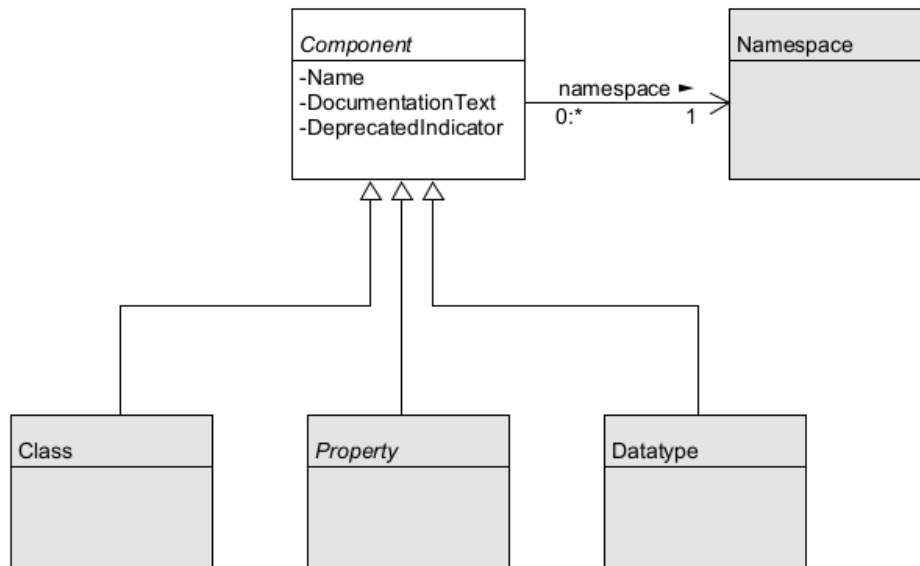 Component
-Name
-DocumentationText
-DeprecatedIndicator
namespace ►
0:*
1
Namespace
Class
Property
Datatype